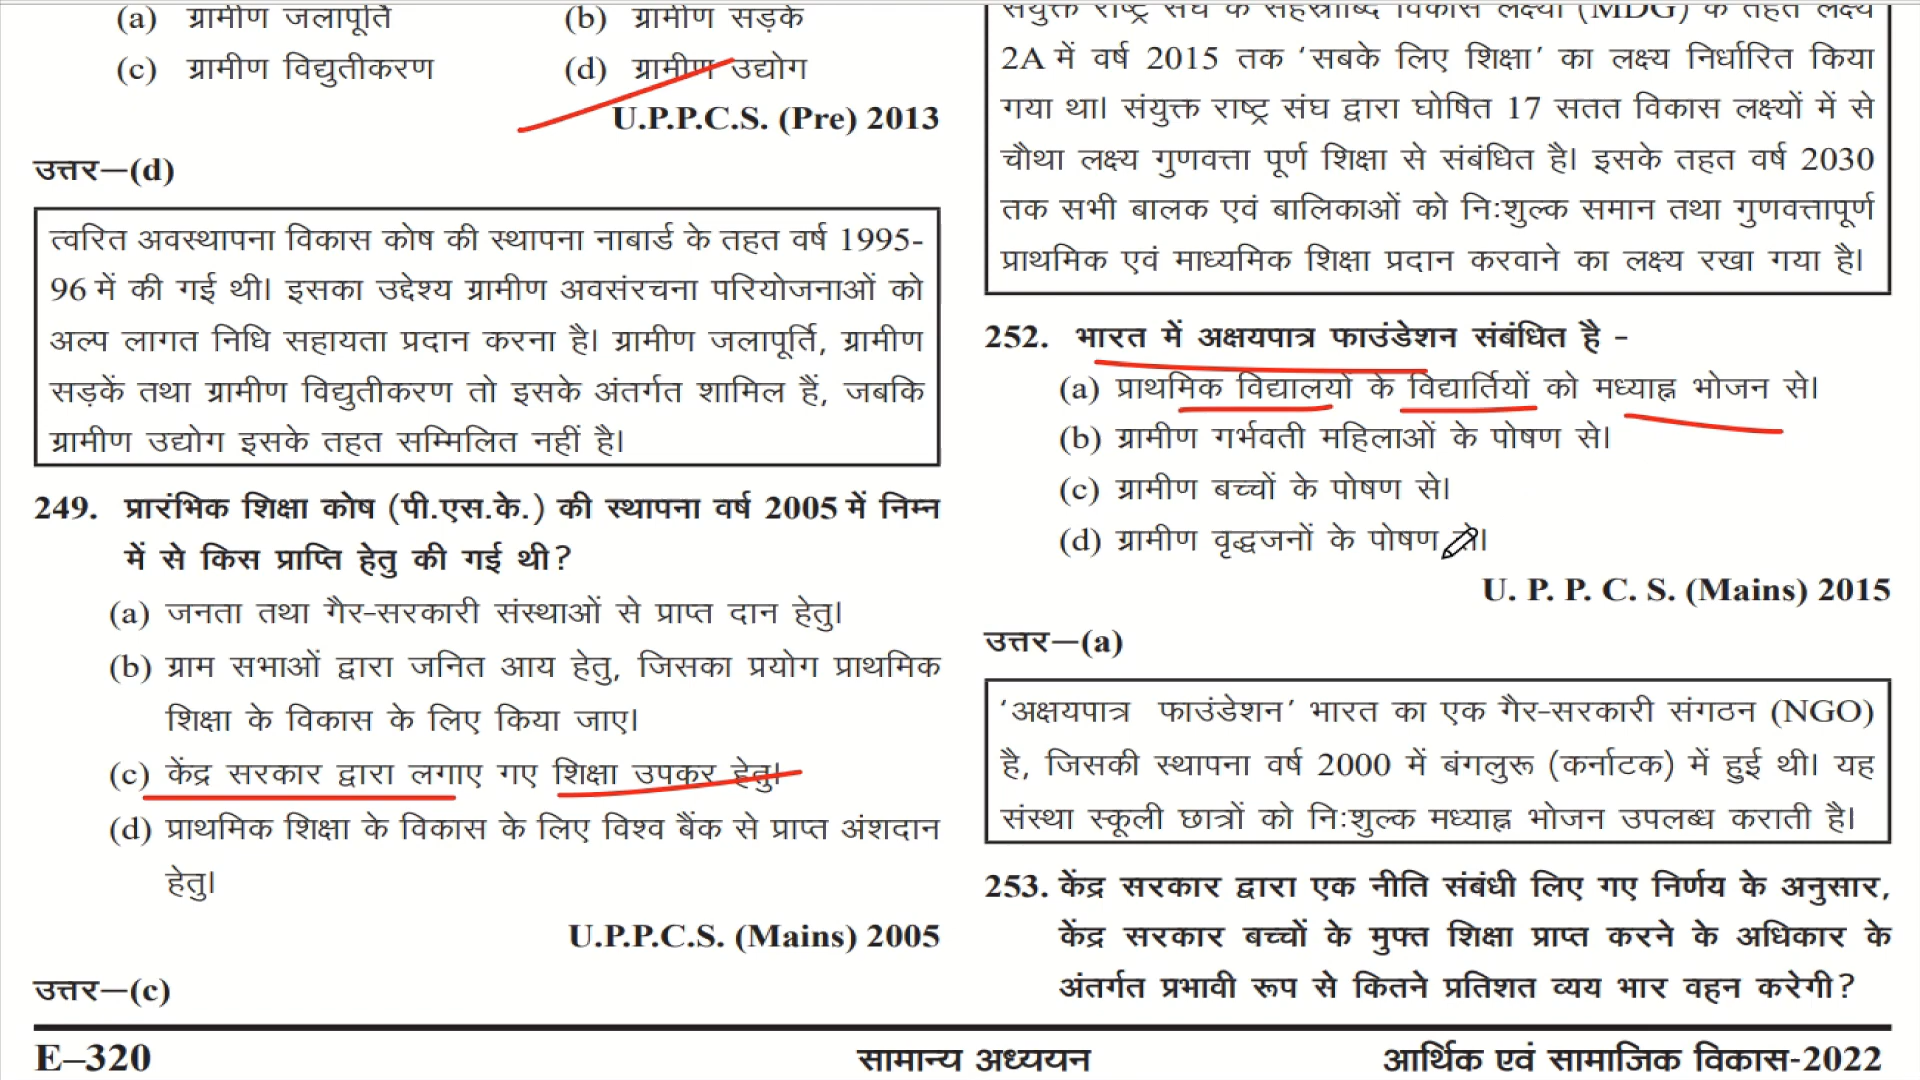 (a) ग्रामीण जलापूर्ति (b) ग्रामीण सड़कें
(c) ग्रामीण विद्युतीकरण (d) ग्रामीण उद्योग
U.P.P.C.S. (Pre) 2013
उत्तर—(d)
त्वरित अवस्थापना विकास कोष की स्थापना नाबार्ड के तहत वर्ष 1995-
96 में की गई थी। इसका उद्देश्य ग्रामीण अवसंरचना परियोजनाओं को
अल्प लागत निधि सहायता प्रदान करना है। ग्रामीण जलापूर्ति, ग्रामीण
सड़कें तथा ग्रामीण विद्युतीकरण तो इसके अंतर्गत शामिल हैं, जबकि
ग्रामीण उद्योग इसके तहत सम्मिलित नहीं है।
249. प्रारंभिक शिक्षा कोष (पी.एस.के.) की स्थापना वर्ष 2005 में निम्न
में से किस प्राप्ति हेतु की गई थी?
(a) जनता तथा गैर-सरकारी संस्थाओं से प्राप्त दान हेतु।
(b) ग्राम सभाओं द्वारा जनित आय हेतु, जिसका प्रयोग प्राथमिक
शिक्षा के विकास के लिए किया जाए।
(c) केंद्र सरकार द्वारा लगाए गए शिक्षा उपकर हेतु।
(d) प्राथमिक शिक्षा के विकास के लिए विश्व बैंक से प्राप्त अंशदान
हेतु।
U.P.P.C.S. (Mains) 2005
उत्तर—(c)
संयुक्त राष्ट्र संघ के सहस्राब्दि विकास लक्ष्यों (MDG) के तहत लक्ष्य
2A में वर्ष 2015 तक ‘सबके लिए शिक्षा’ का लक्ष्य निर्धारित किया
गया था। संयुक्त राष्ट्र संघ द्वारा घोषित 17 सतत विकास लक्ष्यों में से
चौथा लक्ष्य गुणवत्ता पूर्ण शिक्षा से संबंधित है। इसके तहत वर्ष 2030
तक सभी बालक एवं बालिकाओं को निःशुल्क समान तथा गुणवत्तापूर्ण
प्राथमिक एवं माध्यमिक शिक्षा प्रदान करवाने का लक्ष्य रखा गया है।
252. भारत में अक्षयपात्र फाउंडेशन संबंधित है -
(a) प्राथमिक विद्यालयों के विद्यार्तियों को मध्याह्न भोजन से।
(b) ग्रामीण गर्भवती महिलाओं के पोषण से।
(c) ग्रामीण बच्चों के पोषण से।
(d) ग्रामीण वृद्धजनों के पोषण से।
U. P. P. C. S. (Mains) 2015
उत्तर—(a)
‘अक्षयपात्र फाउंडेशन’ भारत का एक गैर-सरकारी संगठन (NGO)
है, जिसकी स्थापना वर्ष 2000 में बंगलुरू (कर्नाटक) में हुई थी। यह
संस्था स्कूली छात्रों को निःशुल्क मध्याह्न भोजन उपलब्ध कराती है।
253. केंद्र सरकार द्वारा एक नीति संबंधी लिए गए निर्णय के अनुसार,
केंद्र सरकार बच्चों के मुफ्त शिक्षा प्राप्त करने के अधिकार के
अंतर्गत प्रभावी रूप से कितने प्रतिशत व्यय भार वहन करेगी?
E–320 सामान्य अध्ययन आर्थिक एवं सामाजिक विकास-2022